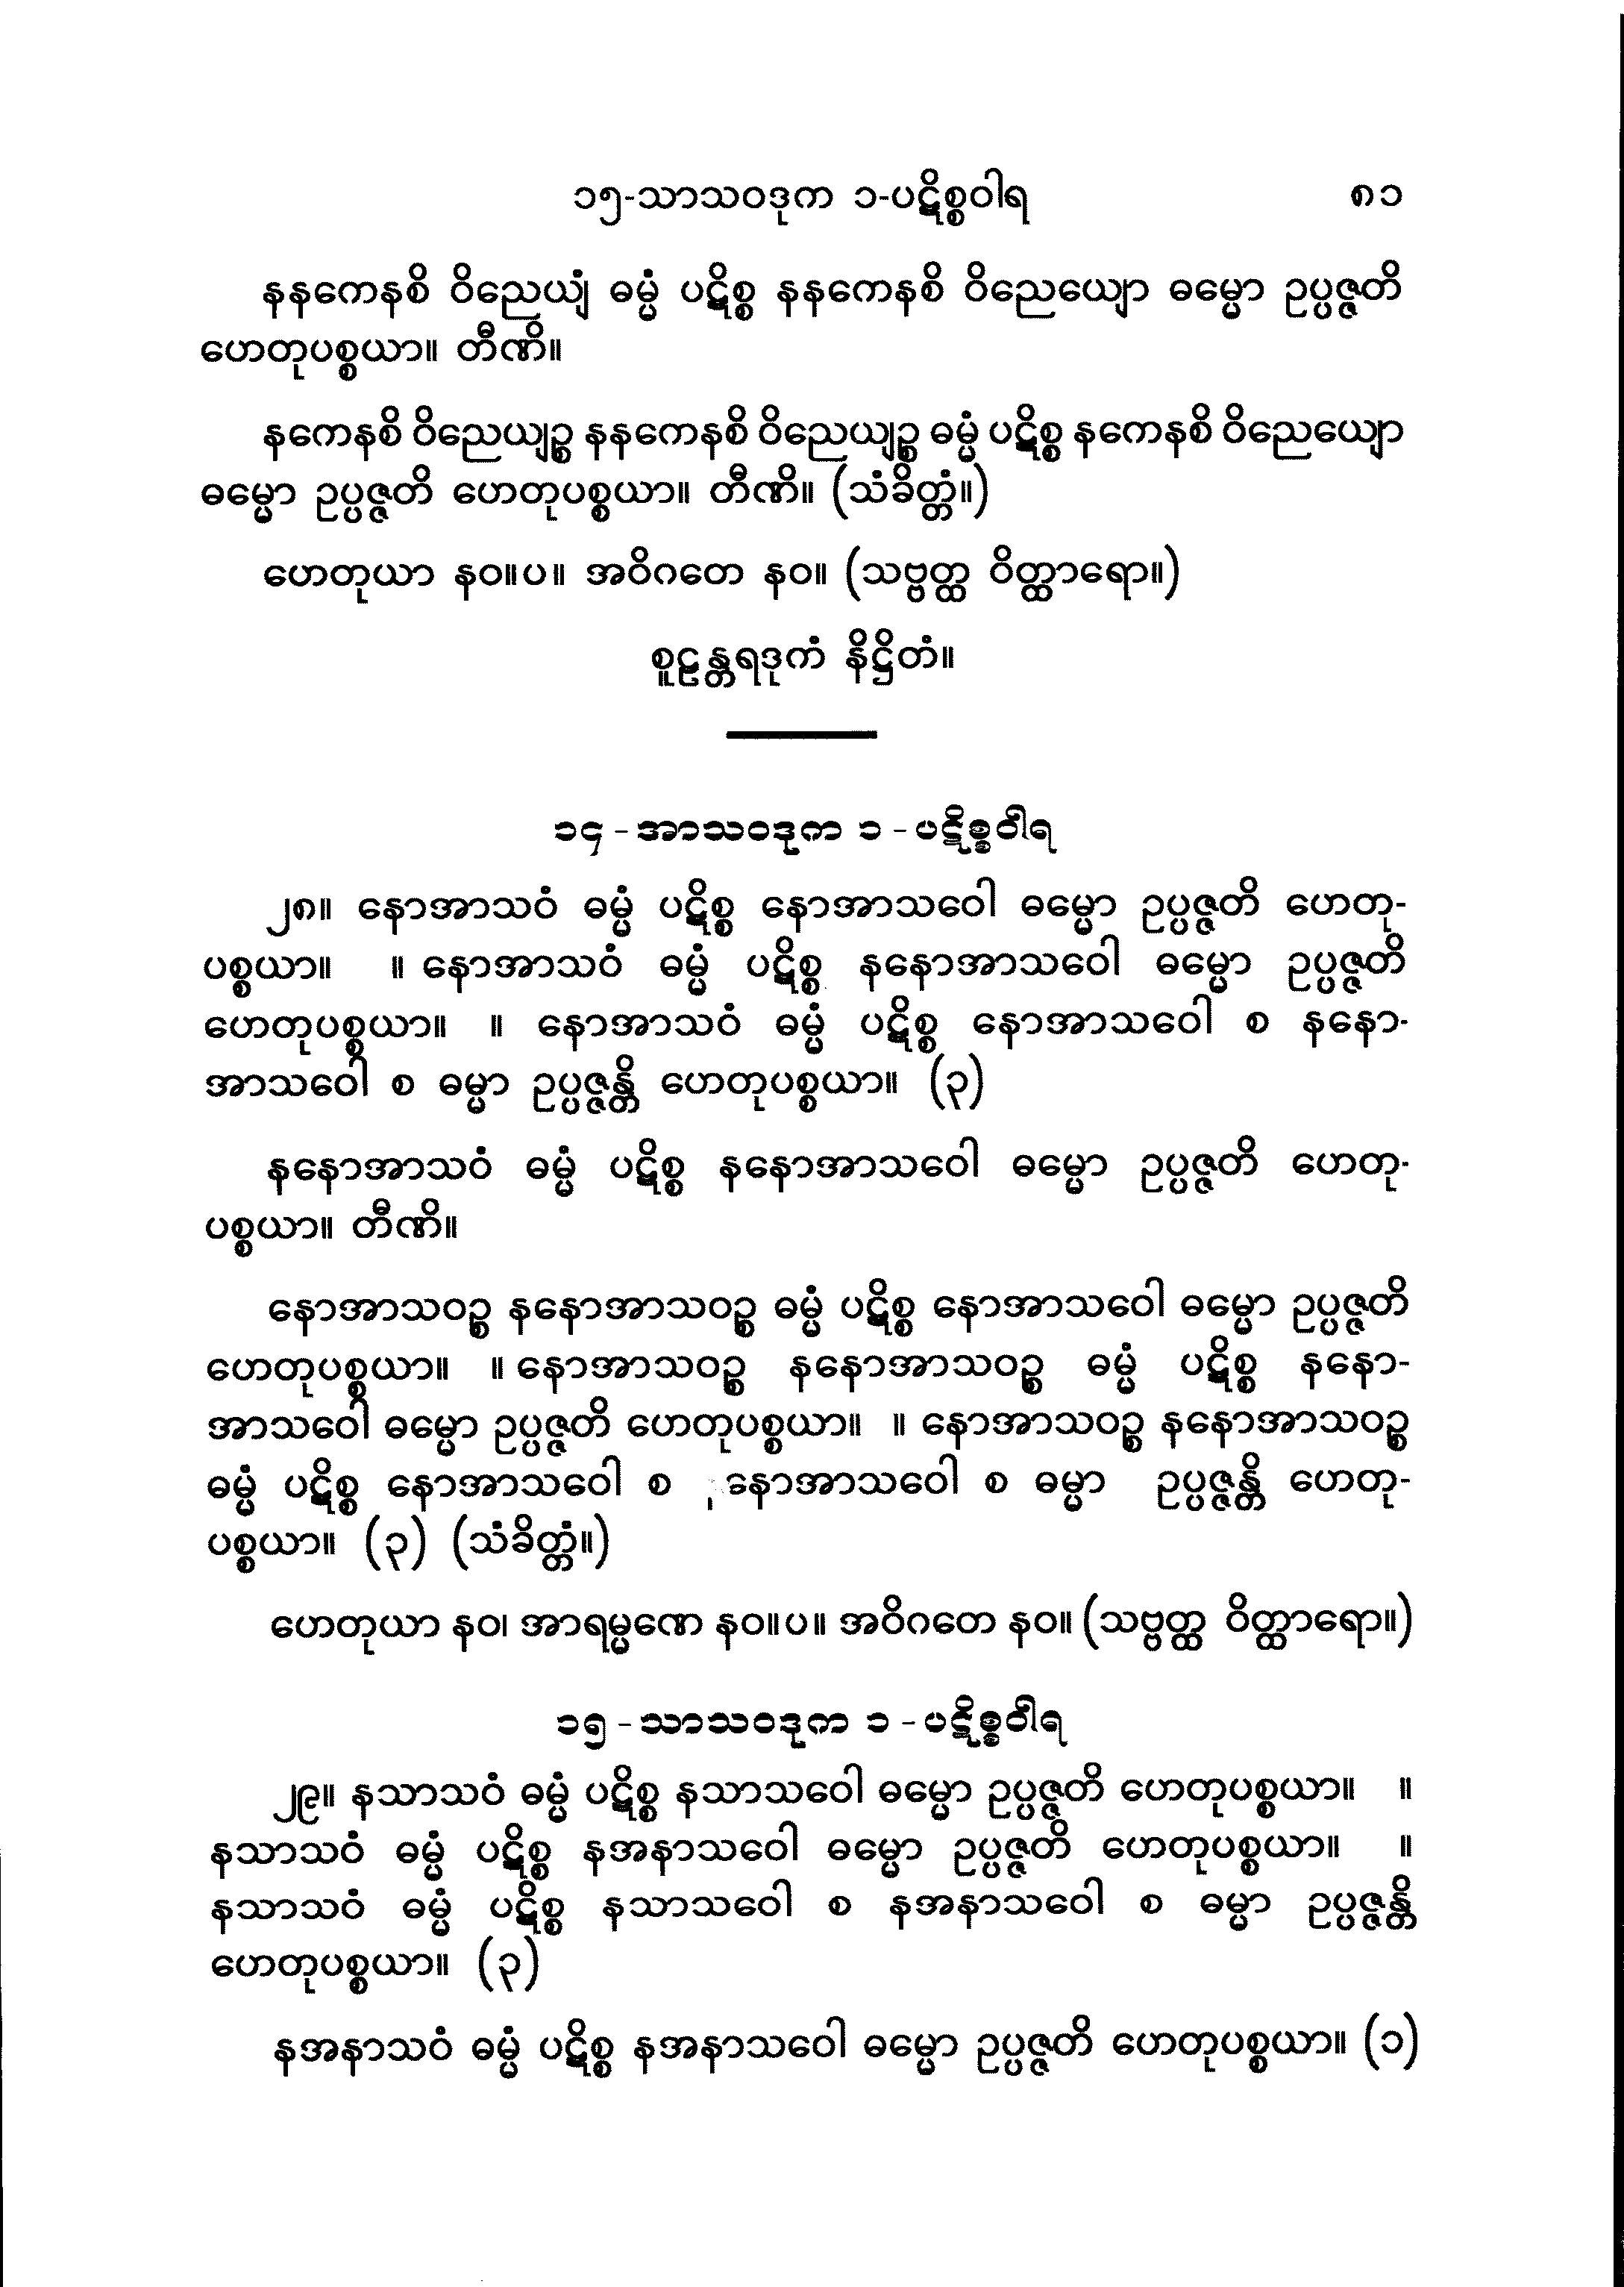 ၁၅-သာသဝဒုက ၁-ပဋိစ္စဝါရ ၈၁
နနကေနစိ ဝိညေယျံ ဓမ္မံ ပဋိစ္စ နနကေနစိ ဝိညေယျော ဓမ္မော ဥပ္ပဇ္ဇတိ
ဟေတုပစ္စယာ။ တီဏိ။
နကေနစိ ဝိညေယျဉ္စ နနကေနစိ ဝိညေယျဉ္စ ဓမ္မံ ပဋိစ္စ နကေနစိ ဝိညေယျော
ဓမ္မော ဥပ္ပဇ္ဇတိ ဟေတုပစ္စယာ။ တီဏိ။ (သံခိတ္တံ။)
ဟေတုယာ နဝ။ပ။ အဝိဂတေ နဝ။ (သဗ္ဗတ္ထ ဝိတ္ထာရော။)
စူဠန္တရဒုကံ နိဋ္ဌိတံ။
၁၄-အာသဝဒုက ၁-ပဋိစ္စဝါရ
၂၈။ နောအာသဝံ ဓမ္မံ ပဋိစ္စ နောအာသဝေါ ဓမ္မော ဥပ္ပဇ္ဇတိ ဟေတု-
ပစ္စယာ။ ။ နောအာသဝံ ဓမ္မံ ပဋိစ္စ နနောအာသဝေါ ဓမ္မော ဥပ္ပဇ္ဇတိ
ဟေတုပစ္စယာ။ ။ နောအာသဝံ ဓမ္မံ ပဋိစ္စ နောအာသဝေါ စ နနော-
အာသဝေါ စ ဓမ္မာ ဥပ္ပဇ္ဇန္တိ ဟေတုပစ္စယာ။ (၃)
နနောအာသဝံ ဓမ္မံ ပဋိစ္စ နနောအာသဝေါ ဓမ္မော ဥပ္ပဇ္ဇတိ ဟေတု-
ပစ္စယာ။ တီဏိ။
နောအာသဝဉ္စ နနောအာသဝဉ္စ ဓမ္မံ ပဋိစ္စ နောအာသဝေါ ဓမ္မော ဥပ္ပဇ္ဇတိ
ဟေတုပစ္စယာ။ ။ နောအာသဝဉ္စ နနောအာသဝဉ္စ ဓမ္မံ ပဋိစ္စ နနော-
အာသဝေါ ဓမ္မော ဥပ္ပဇ္ဇတိ ဟေတုပစ္စယာ။ ။ နောအာသဝဉ္စ နနောအာသဝဉ္စ
ဓမ္မံ ပဋိစ္စ နောအာသဝေါ စ နောအာသဝေါ စ ဓမ္မာ ဥပ္ပဇ္ဇန္တိ ဟေတု-
ပစ္စယာ။ (၃) (သံခိတ္တံ။)
ဟေတုယာ နဝ၊ အာရမ္မဏေ နဝ။ပ။ အဝိဂတေ နဝ။ (သဗ္ဗတ္ထ ဝိတ္ထာရော။)
၁၅-သာသဝဒုက ၁-ပဋိစ္စဝါရ
၂၉။ နသာသဝံ ဓမ္မံ ပဋိစ္စ နသာသဝေါ ဓမ္မော ဥပ္ပဇ္ဇတိ ဟေတုပစ္စယာ။ ။
နသာသဝံ ဓမ္မံ ပဋိစ္စ နအနာသဝေါ ဓမ္မော ဥပ္ပဇ္ဇတိ ဟေတုပစ္စယာ။ ။
နသာသဝံ ဓမ္မံ ပဋိစ္စ နသာသဝေါ စ နအနာသဝေါ စ ဓမ္မာ ဥပ္ပဇ္ဇန္တိ
ဟေတုပစ္စယာ။ (၃)
နအနာသဝံ ဓမ္မံ ပဋိစ္စ နအနာသဝေါ ဓမ္မော ဥပ္ပဇ္ဇတိ ဟေတုပစ္စယာ။ (၁)